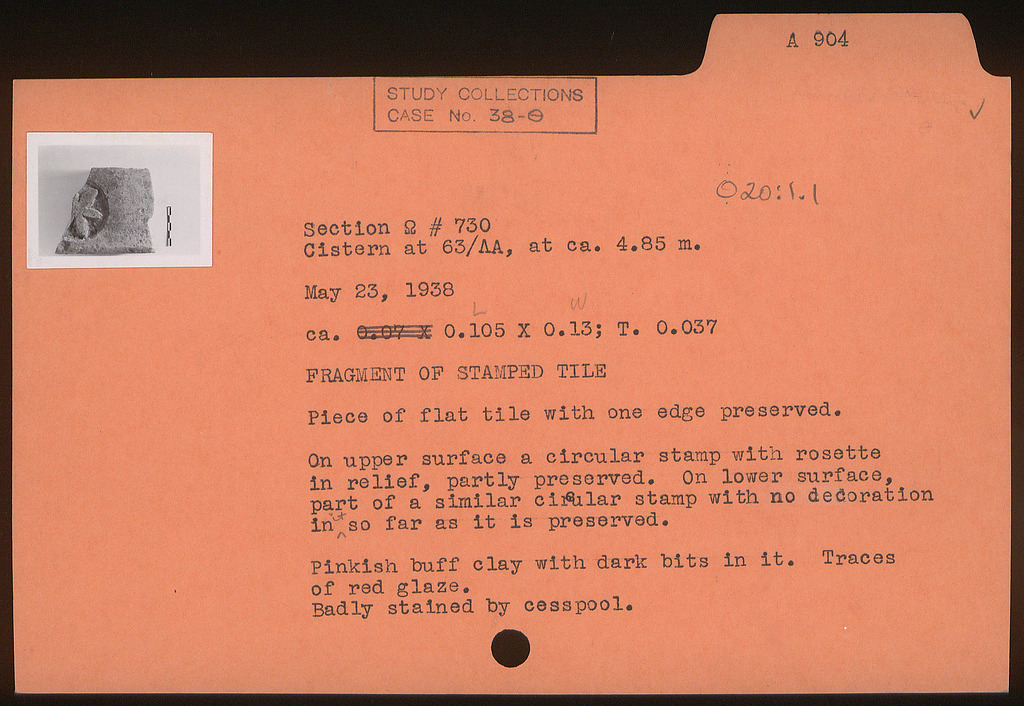 A 904
STUDY COLLECTIONS
CASE No. 38-Θ
Θ20:1.1
Section Ω # 730
Cistern at 63/ΛΑ, at ca. 4.85 m.
May 23, 1938
L W
ca. 0.07 X 0.105 X 0.13; T. 0.037
FRAGMENT OF STAMPED TILE
Piece of flat tile with one edge preserved.
On upper surface a circular stamp with rosette
in relief, partly preserved. On lower surface,
part of a similar circular stamp with no decoration
in it so far as it is preserved.
Pinkish buff clay with dark bits in it. Traces
of red glaze.
Badly stained by cesspool.